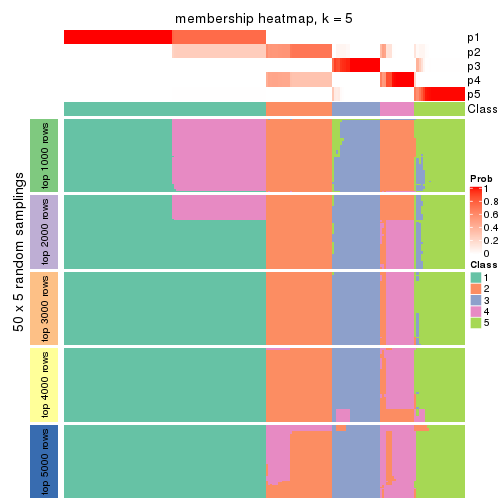 membership heatmap, k = 5
p1
p2
p3
p4
p5
Class
50 x 5 random samplings
top 1000 rows
top 2000 rows
top 3000 rows
top 4000 rows
top 5000 rows
Prob
1
0.8
0.6
0.4
0.2
0
Class
1
2
3
4
5